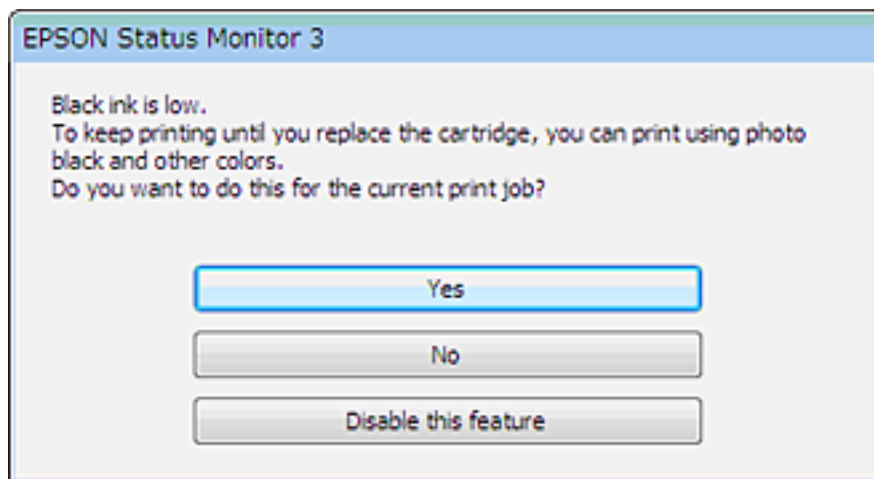 EPSON Status Monitor 3
Black ink is low.
To keep printing until you replace the cartridge, you can print using photo
black and other colors.
Do you want to do this for the current print job?
Yes
No
Disable this feature